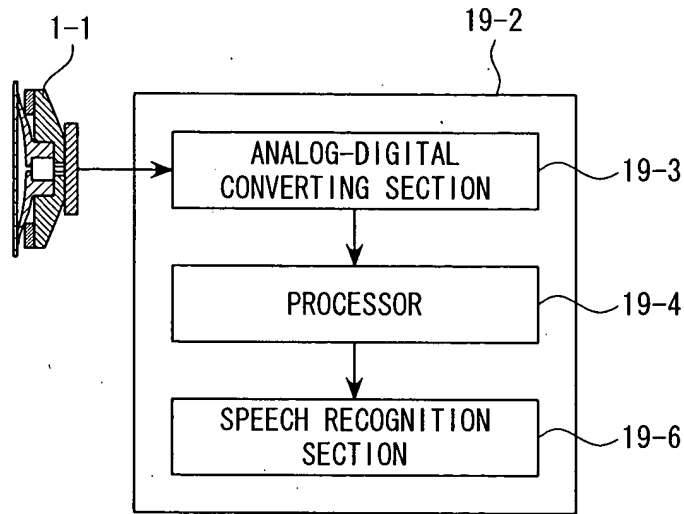 1-1
19-2
ANALOG-DIGITAL
CONVERTING SECTION
19-3
PROCESSOR
19-4
SPEECH RECOGNITION
SECTION
19-6